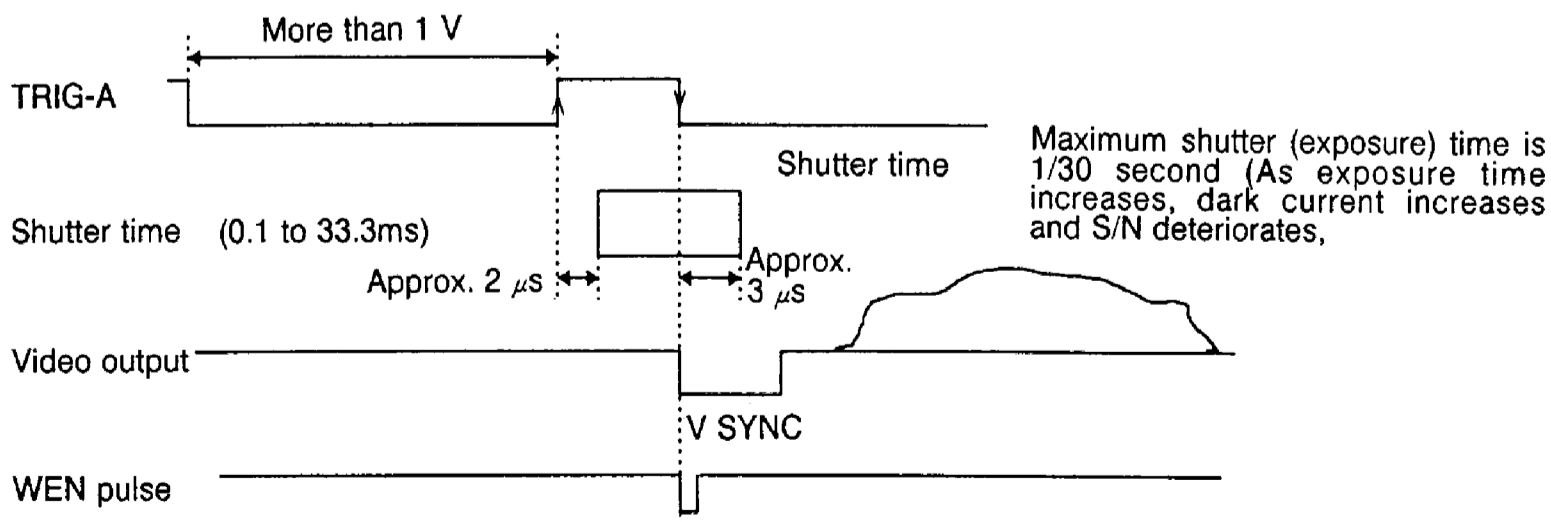 More than 1 V
TRIG-A
Shutter time
Maximum shutter (exposure) time is
1/30 second (As exposure time
increases, dark current increases
and S/N deteriorates,
Shutter time (0.1 to 33.3ms)
Approx. 2 μs
Approx.
3 μs
Video output
V SYNC
WEN pulse